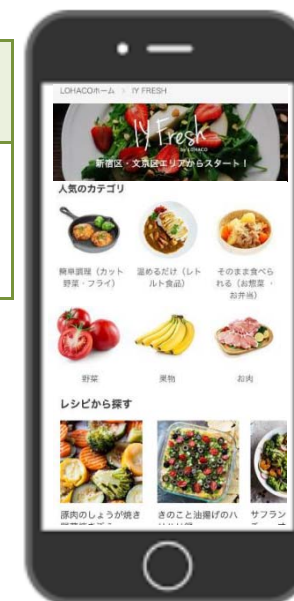 LOHACOホーム > IY FRESH
IY Fresh
by LOHACO
新宿区・文京区エリアからスタート！
人気のカテゴリ
簡単調理（カット
野菜・フライ）
温めるだけ（レト
ルト食品）
そのまま食べら
れる（お惣菜・
お弁当）
野菜
果物
お肉
レシピから探す
豚肉のしょうが焼き
きのこと油揚げのハ
サフラン